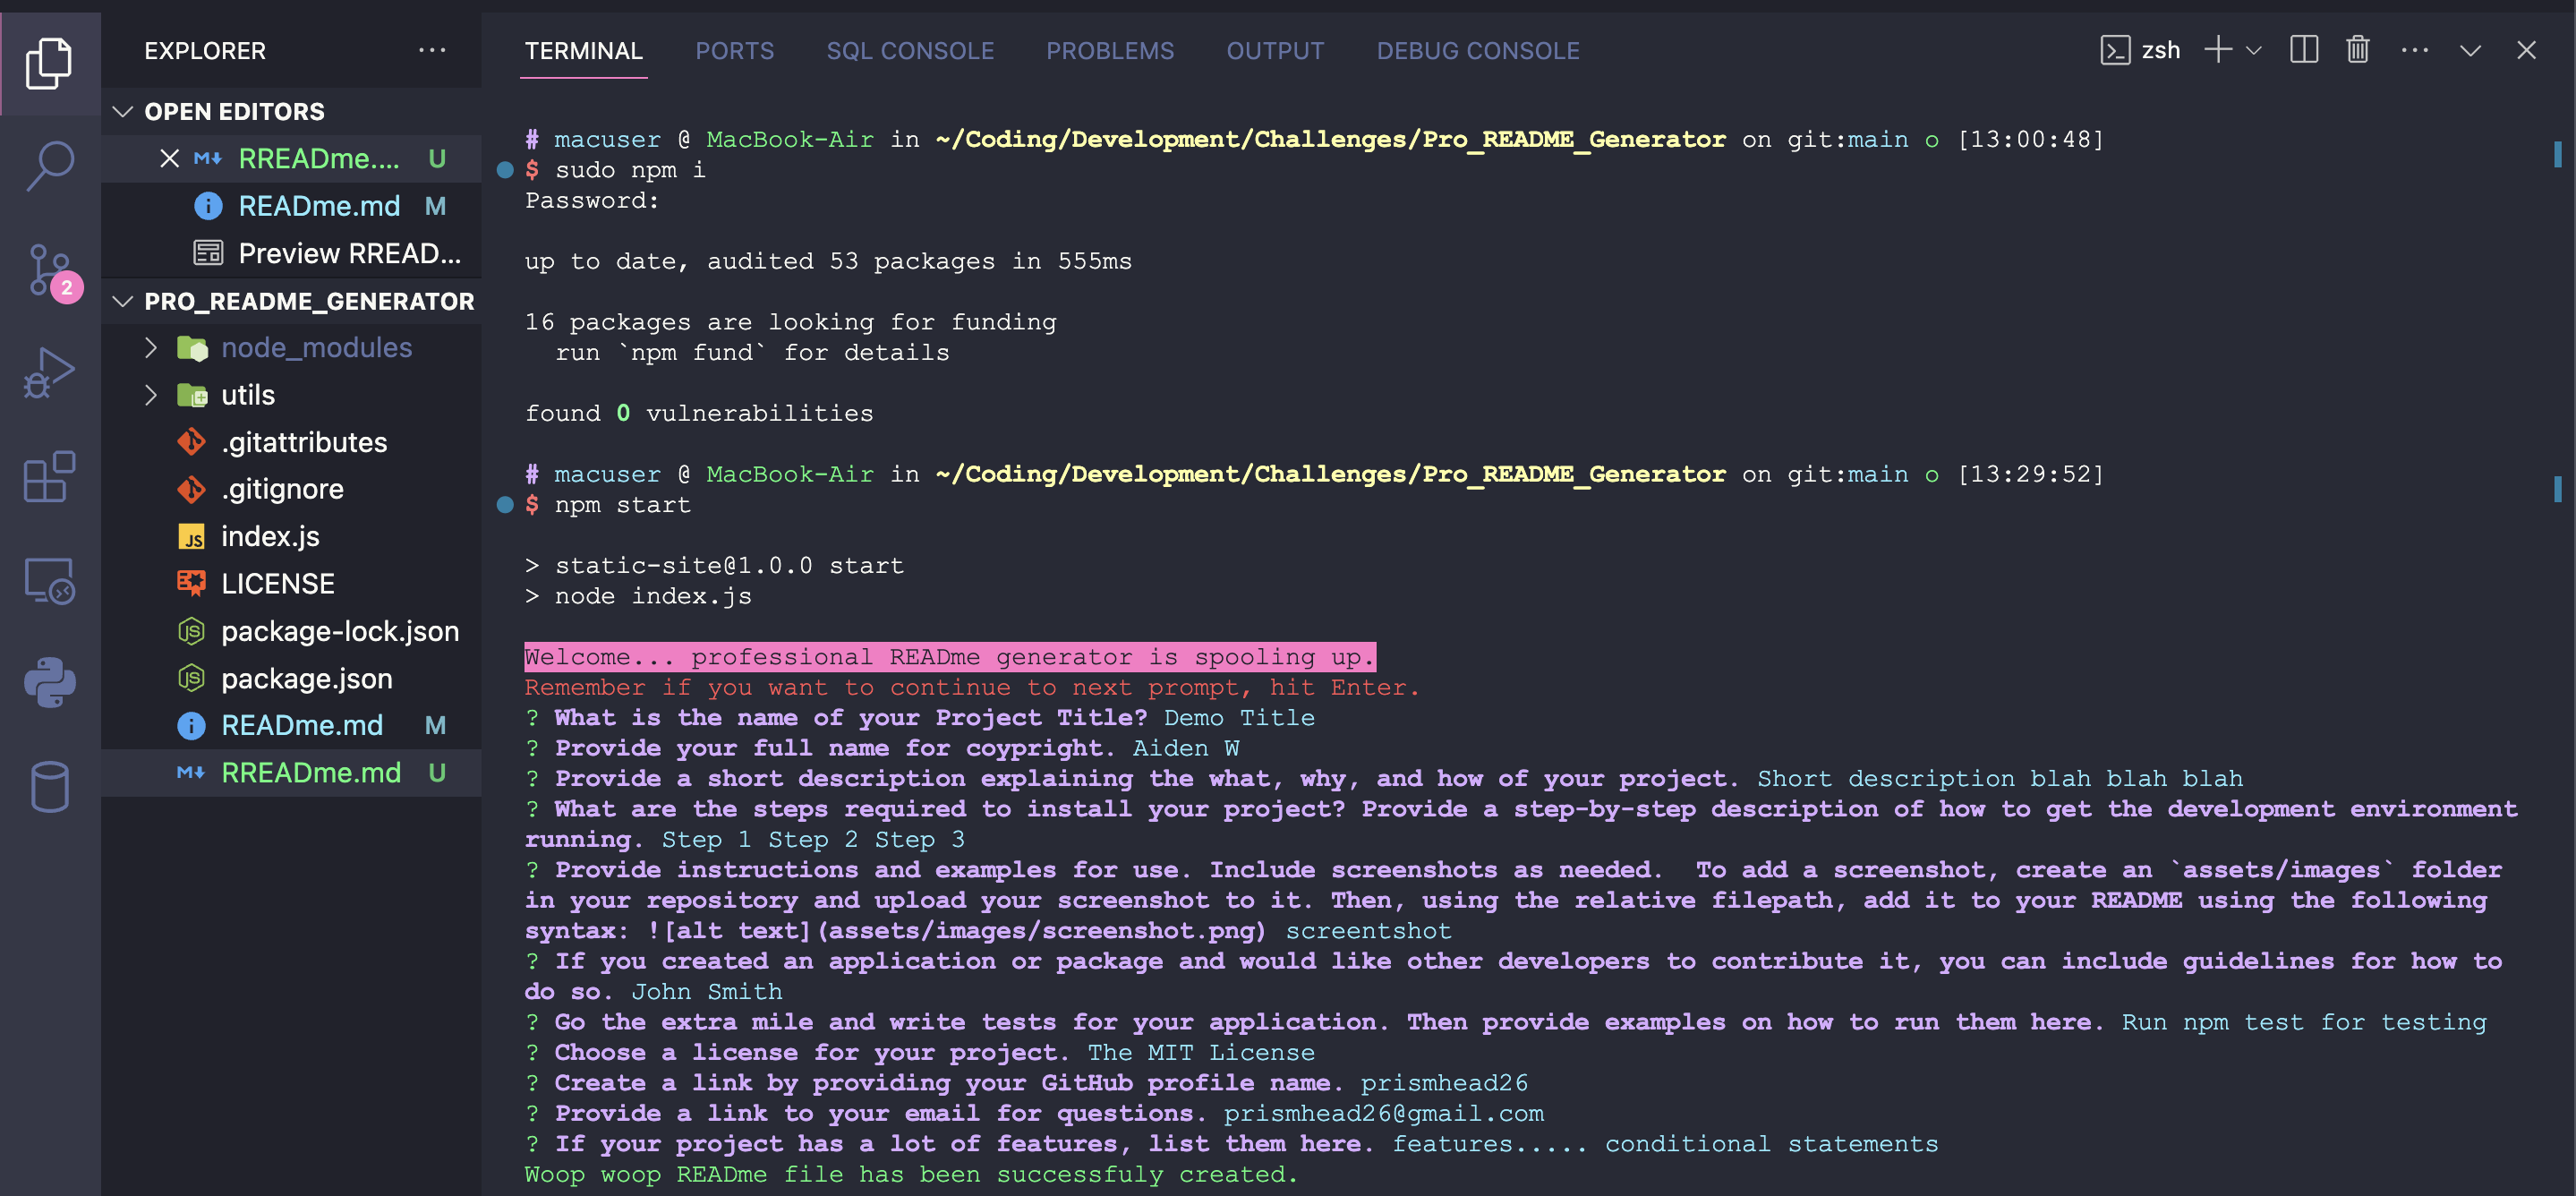 EXPLORER
OPEN EDITORS
RREADme.... U
READme.md M
Preview RREAD...
2
PRO_README_GENERATOR
node_modules
utils
.gitattributes
.gitignore
JS index.js
LICENSE
JS package-lock.json
JS package.json
READme.md M
RREADme.md U
TERMINAL PORTS SQL CONSOLE PROBLEMS OUTPUT DEBUG CONSOLE zsh
# macuser @ MacBook-Air in ~/Coding/Development/Challenges/Pro_README_Generator on git:main o [13:00:48]
$ sudo npm i
Password:
up to date, audited 53 packages in 555ms
16 packages are looking for funding
run `npm fund` for details
found 0 vulnerabilities
# macuser @ MacBook-Air in ~/Coding/Development/Challenges/Pro_README_Generator on git:main o [13:29:52]
$ npm start
> static-site@1.0.0 start
> node index.js
Welcome... professional READme generator is spooling up.
Remember if you want to continue to next prompt, hit Enter.
? What is the name of your Project Title? Demo Title
? Provide your full name for coypright. Aiden W
? Provide a short description explaining the what, why, and how of your project. Short description blah blah blah
? What are the steps required to install your project? Provide a step-by-step description of how to get the development environment
running. Step 1 Step 2 Step 3
? Provide instructions and examples for use. Include screenshots as needed.  To add a screenshot, create an `assets/images` folder
in your repository and upload your screenshot to it. Then, using the relative filepath, add it to your README using the following
syntax: ![alt text](assets/images/screenshot.png) screentshot
? If you created an application or package and would like other developers to contribute it, you can include guidelines for how to
do so. John Smith
? Go the extra mile and write tests for your application. Then provide examples on how to run them here. Run npm test for testing
? Choose a license for your project. The MIT License
? Create a link by providing your GitHub profile name. prismhead26
? Provide a link to your email for questions. prismhead26@gmail.com
? If your project has a lot of features, list them here. features..... conditional statements
Woop woop READme file has been successfuly created.